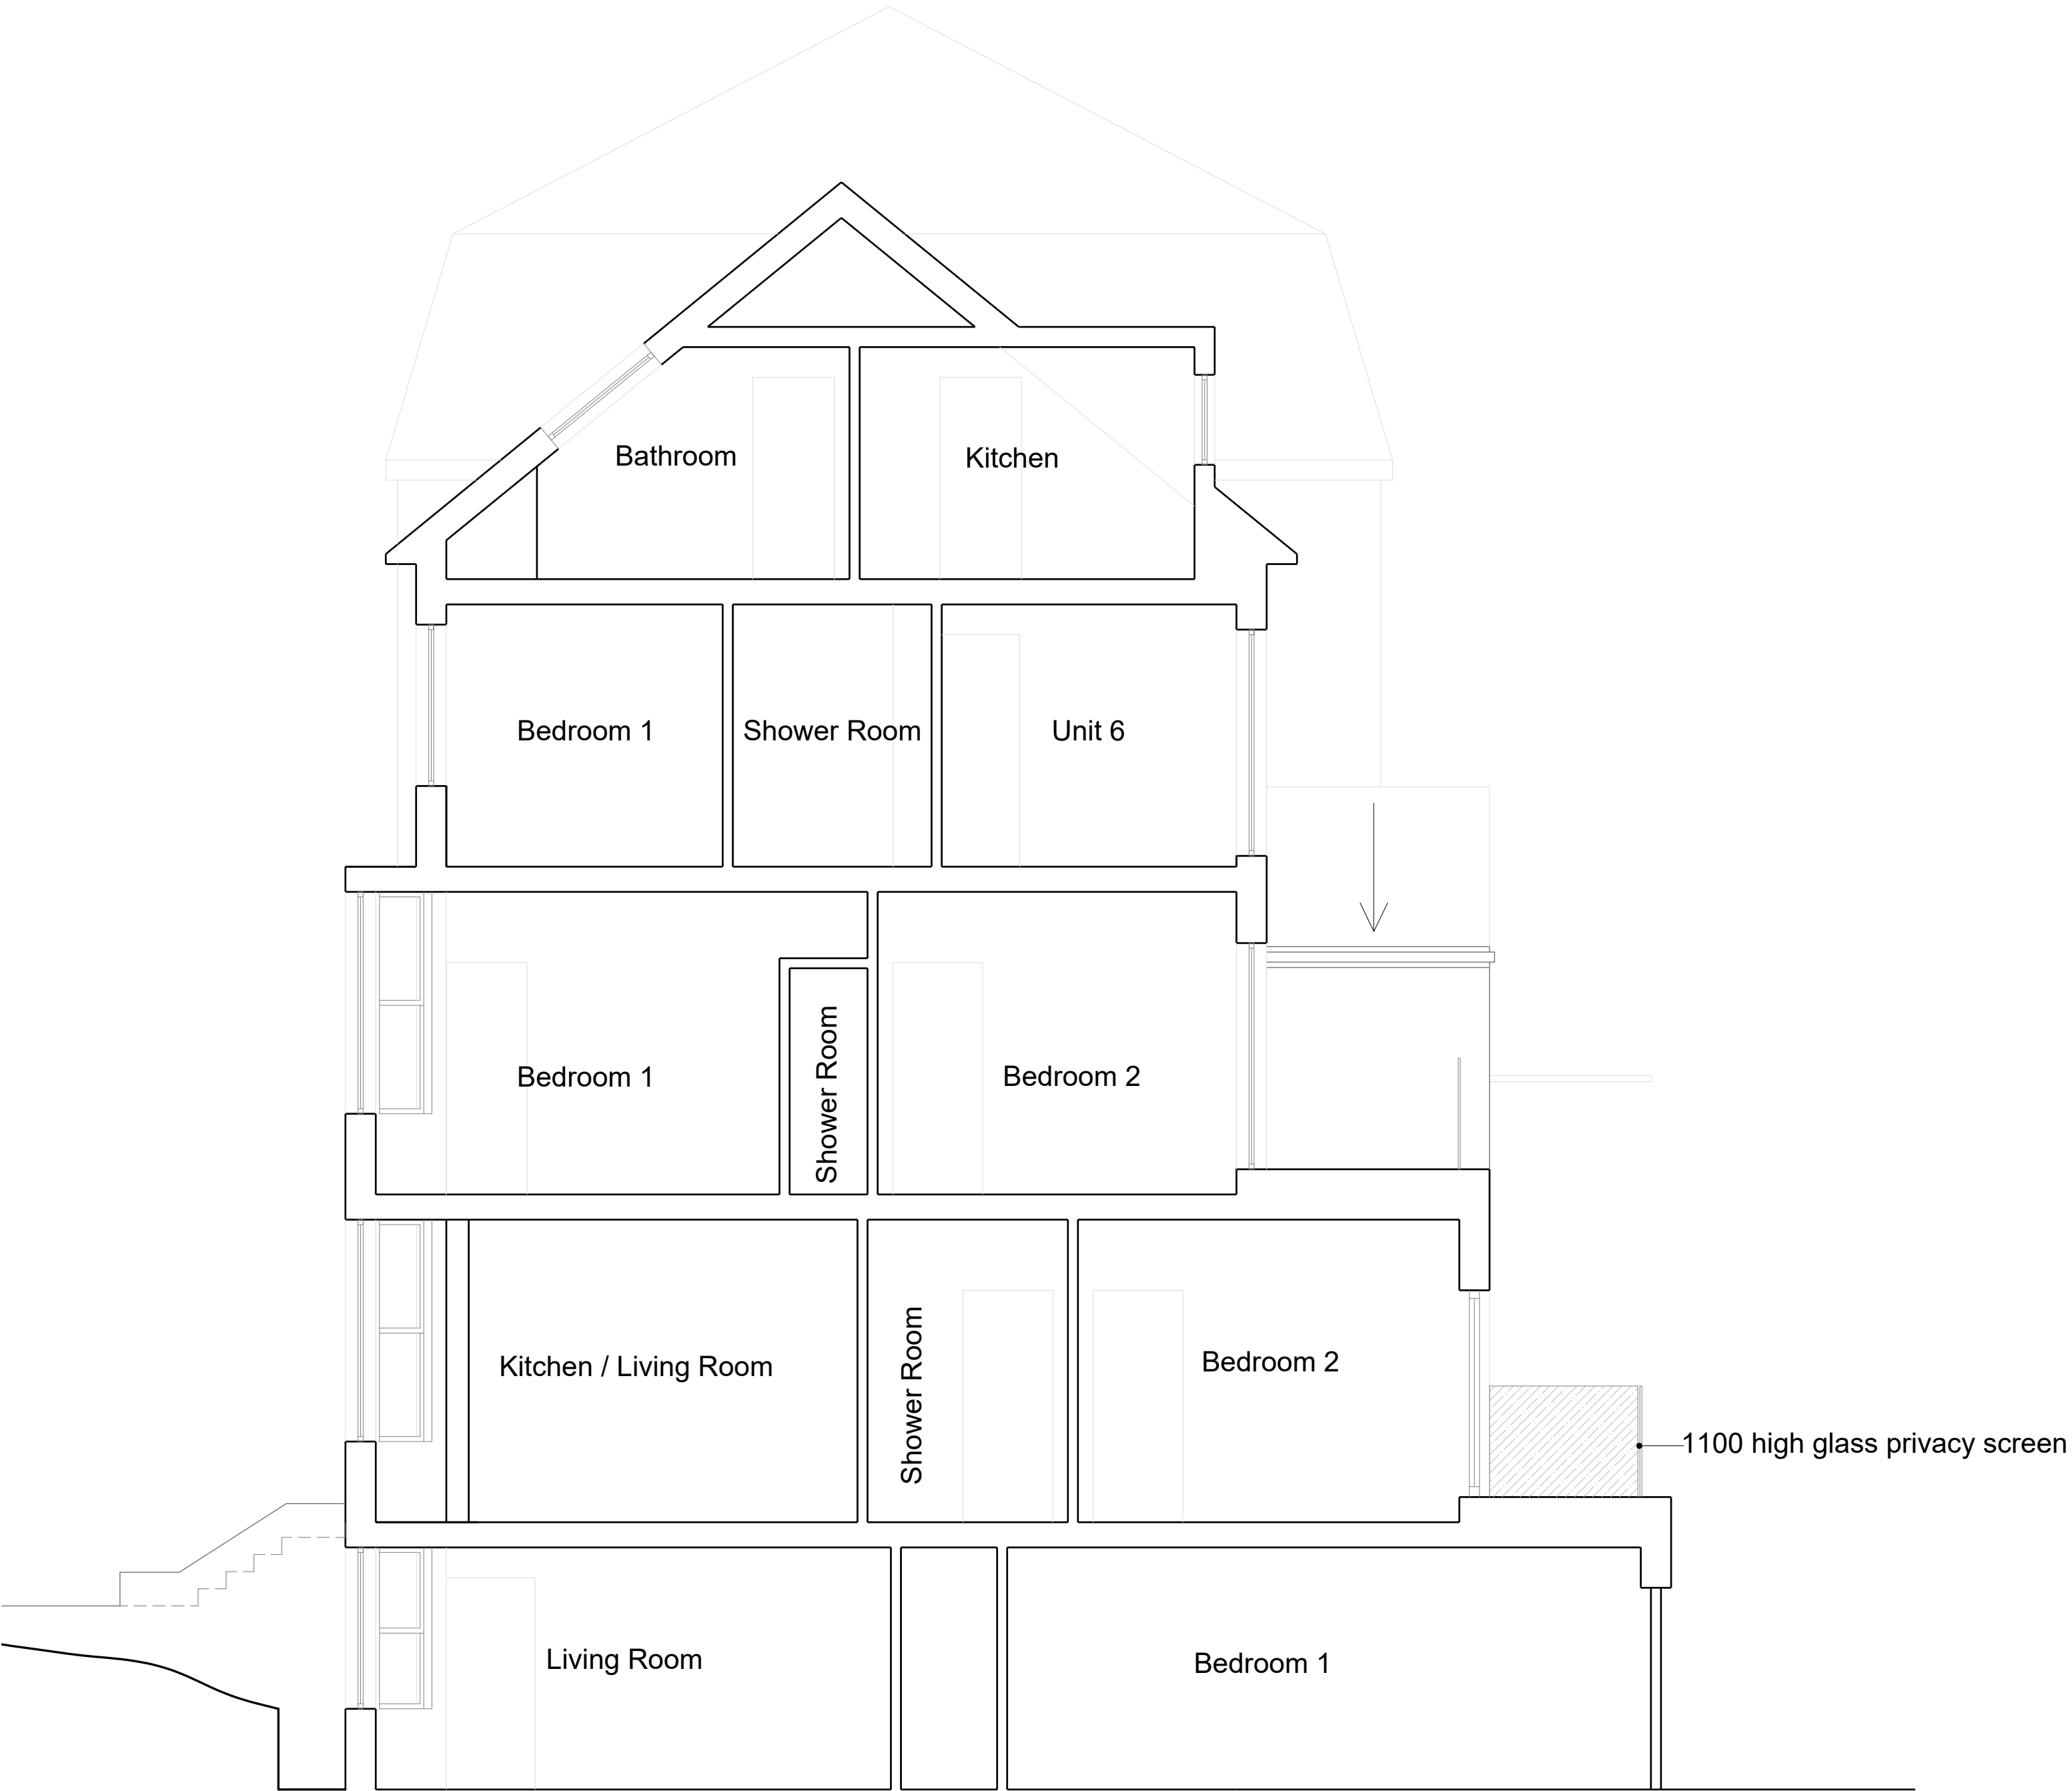 Bathroom
Kitchen
Bedroom 1
Shower Room
Unit 6
Bedroom 1
Shower Room
Bedroom 2
Kitchen / Living Room
Shower Room
Bedroom 2
1100 high glass privacy screen
Living Room
Bedroom 1